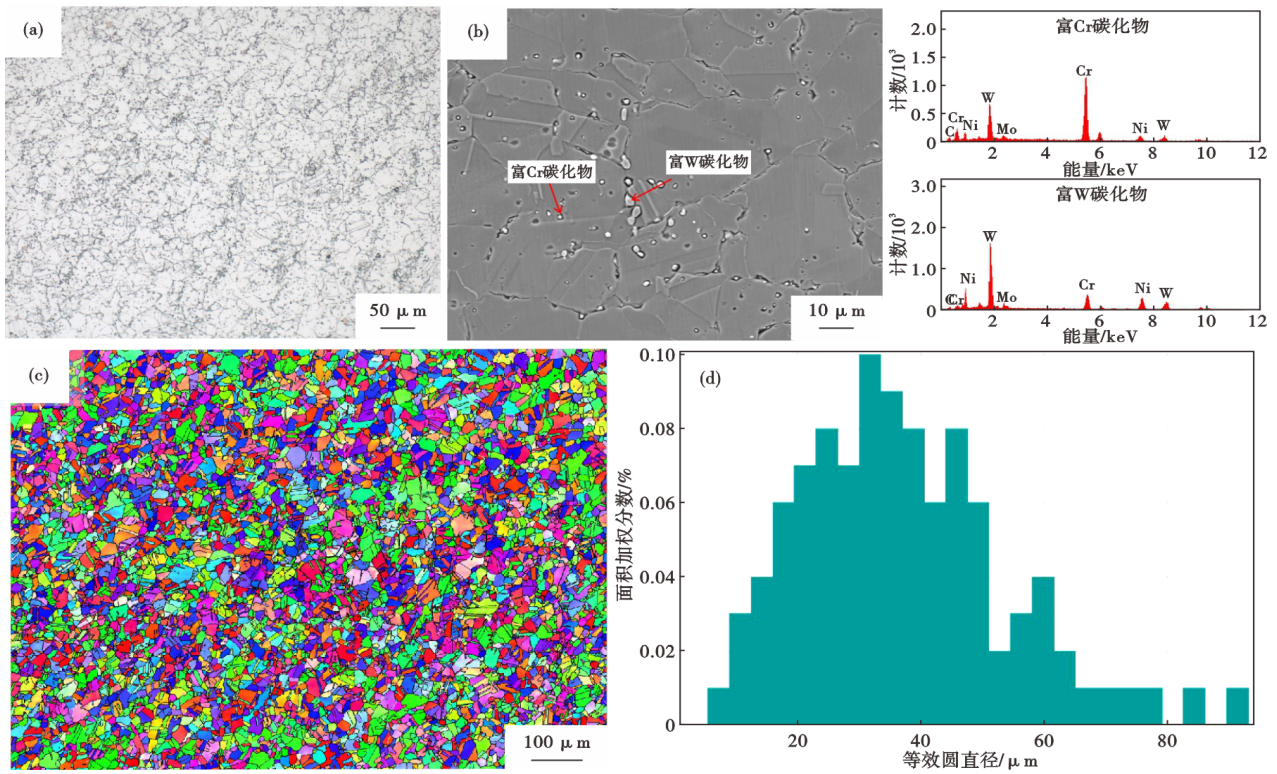 (a)
50 μm
(b)
富Cr碳化物
富W碳化物
10 μm
富Cr碳化物
计数/10³
2.0
1.5
1.0
0.5
0
C
Cr
Ni
W
Mo
Cr
Ni
W
2
4
6
8
10
12
能量/keV
富W碳化物
计数/10³
3.0
2.0
1.0
0
C
Cr
Ni
W
Mo
Cr
Ni
W
2
4
6
8
10
12
能量/keV
(c)
100 μm
(d)
面积加权分数/%
0.10
0.08
0.06
0.04
0.02
0
20
40
60
80
等效圆直径/μm